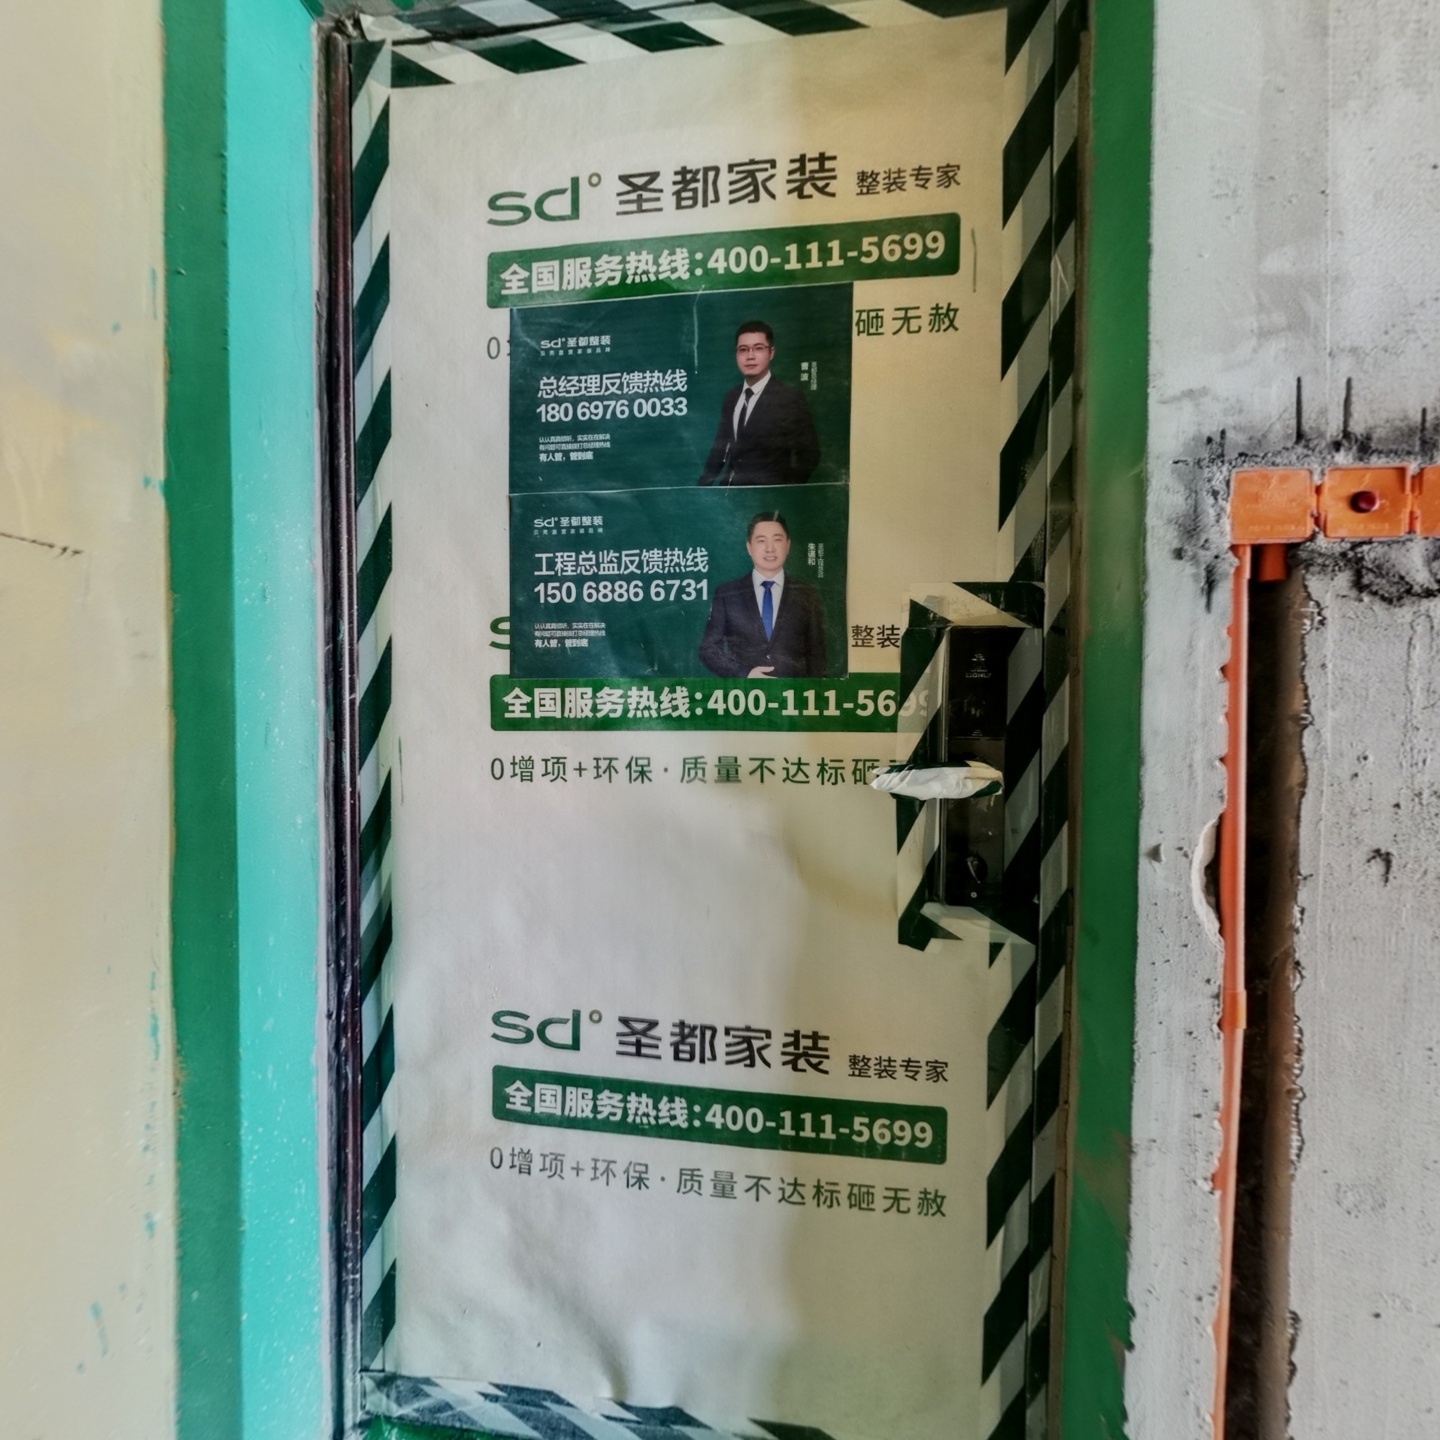 sd° 圣都家装 整装专家
全国服务热线:400-111-5699
砸无赦
sd°圣都整装
总经理反馈热线
180 6976 0033
有人管，管到底
曹波
sd°圣都整装
工程总监反馈热线
150 6886 6731
有人管，管到底
整装
全国服务热线:400-111-569
0增项+环保·质量不达标砸
sd° 圣都家装 整装专家
全国服务热线:400-111-5699
0增项+环保·质量不达标砸无赦